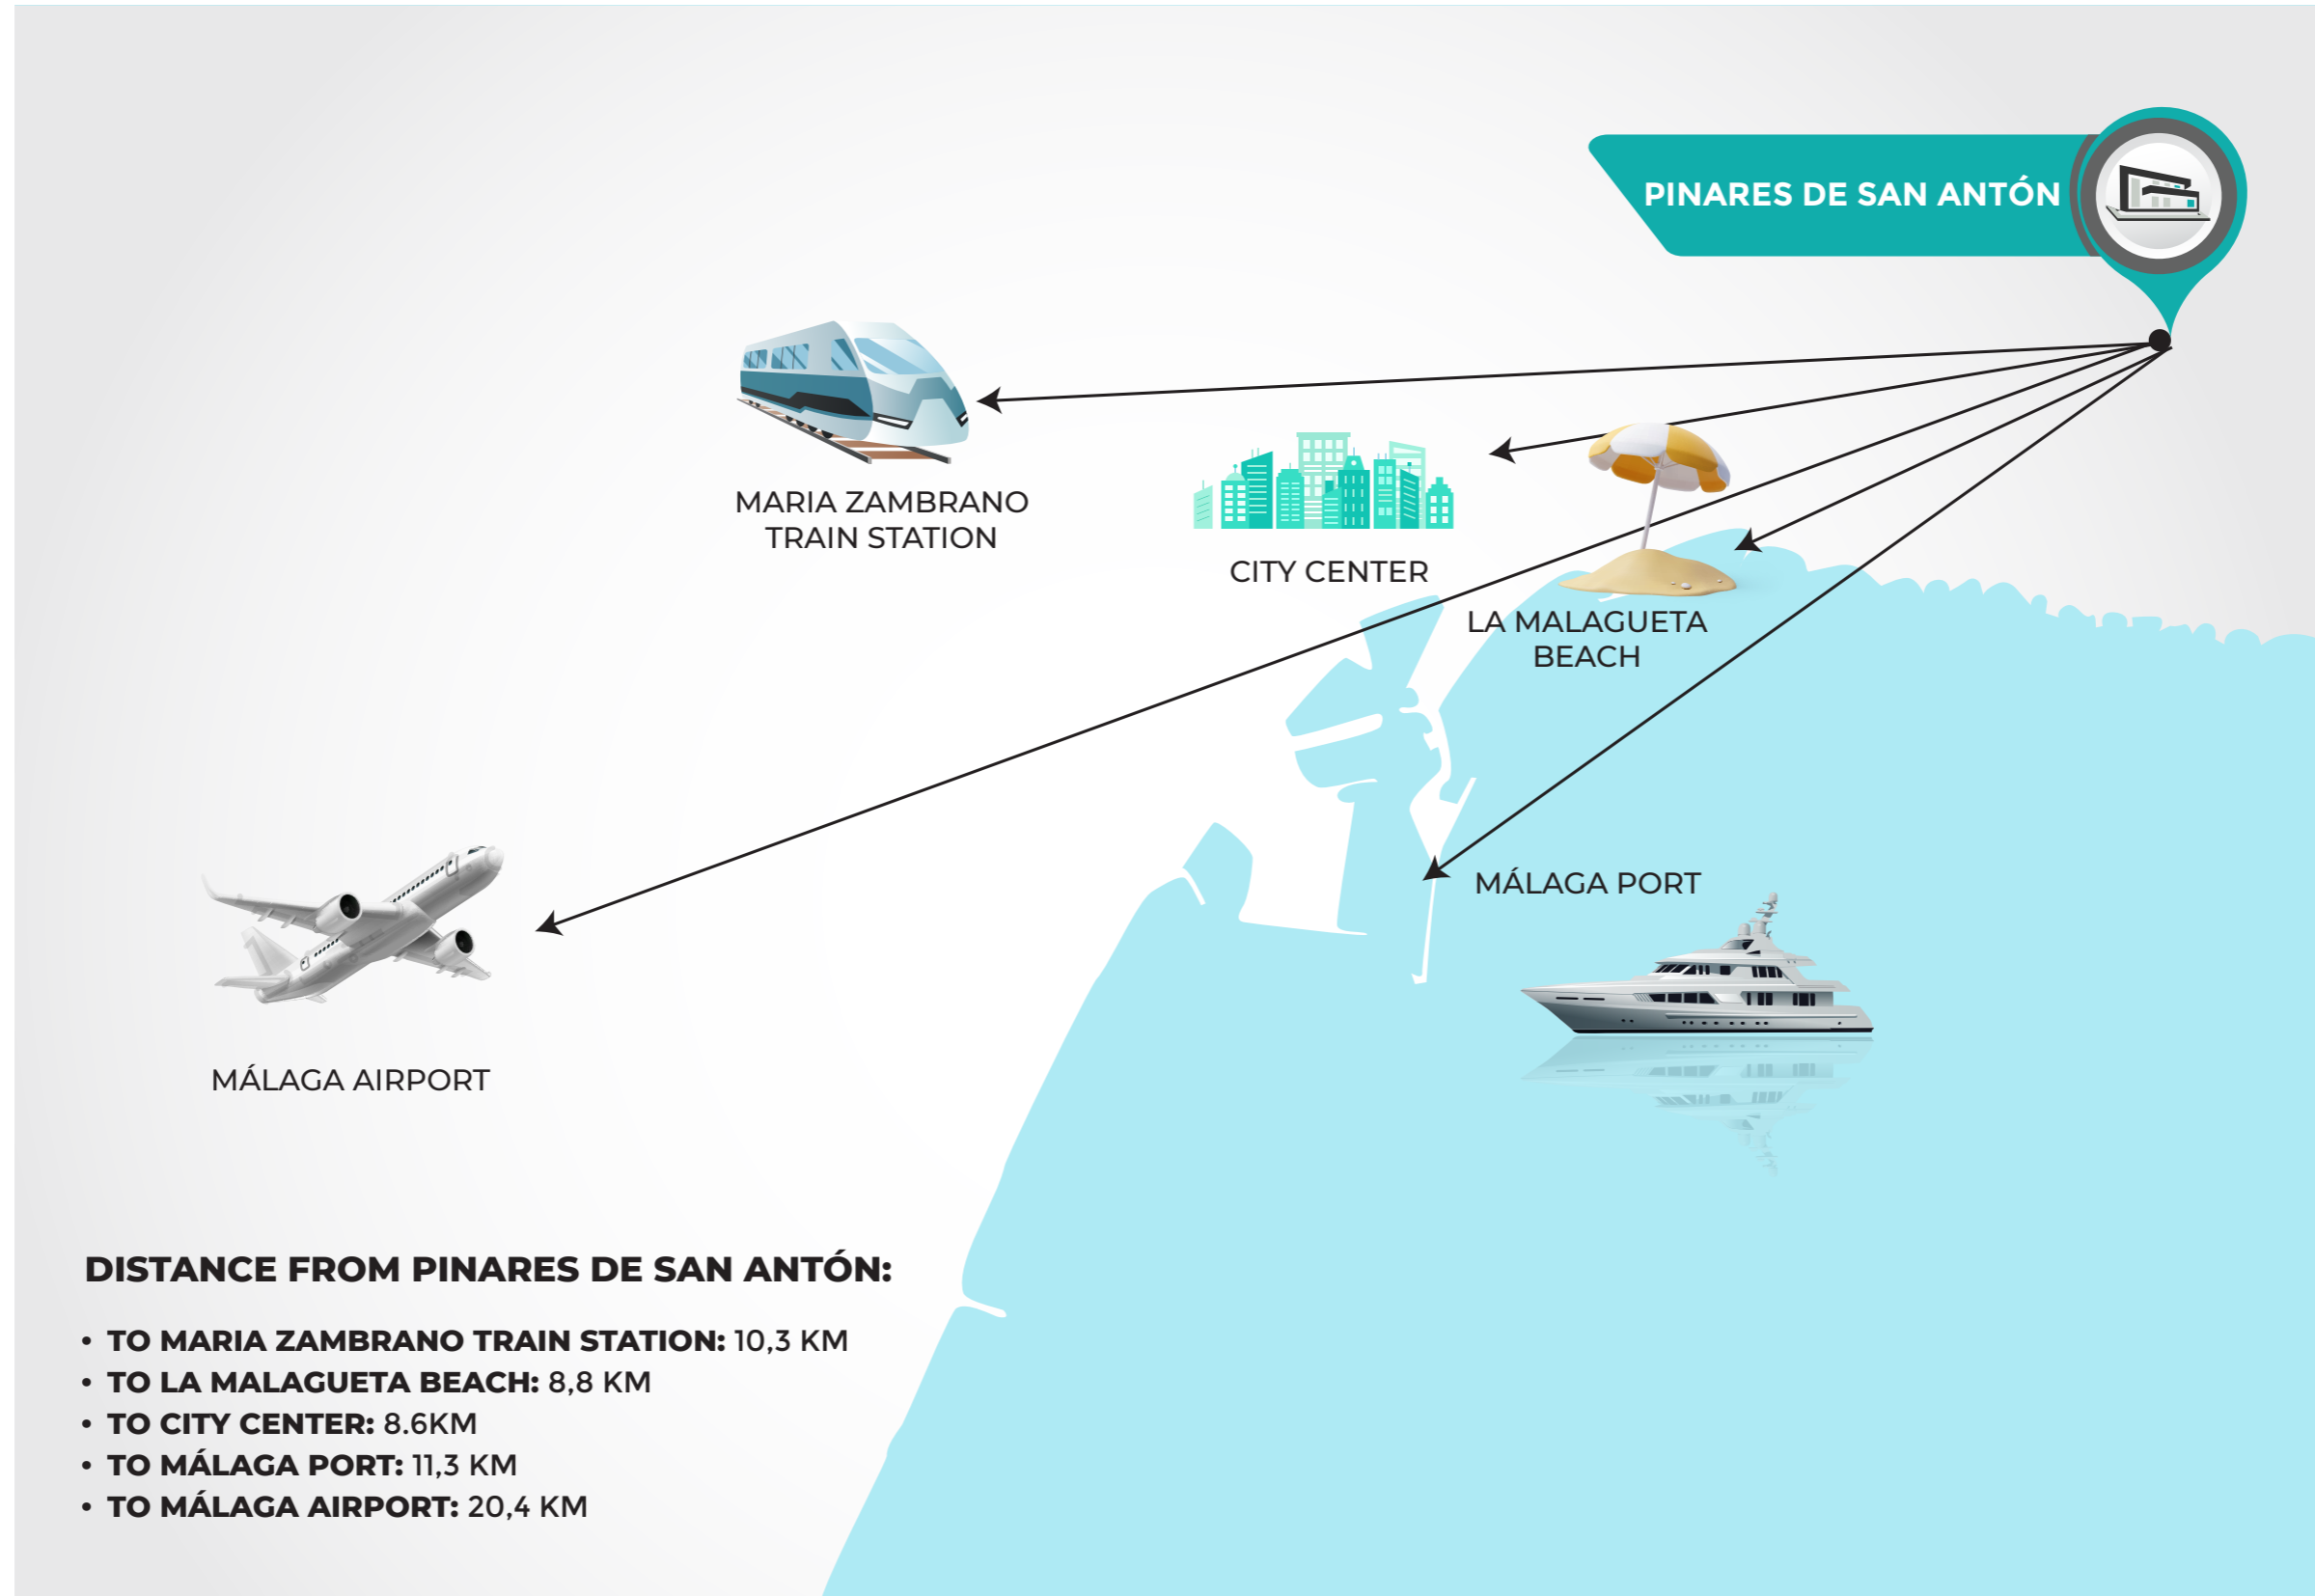 PINARES DE SAN ANTÓN
MARIA ZAMBRANO
TRAIN STATION
CITY CENTER
LA MALAGUETA
BEACH
MÁLAGA PORT
MÁLAGA AIRPORT
DISTANCE FROM PINARES DE SAN ANTÓN:
• TO MARIA ZAMBRANO TRAIN STATION: 10,3 KM
• TO LA MALAGUETA BEACH: 8,8 KM
• TO CITY CENTER: 8.6KM
• TO MÁLAGA PORT: 11,3 KM
• TO MÁLAGA AIRPORT: 20,4 KM